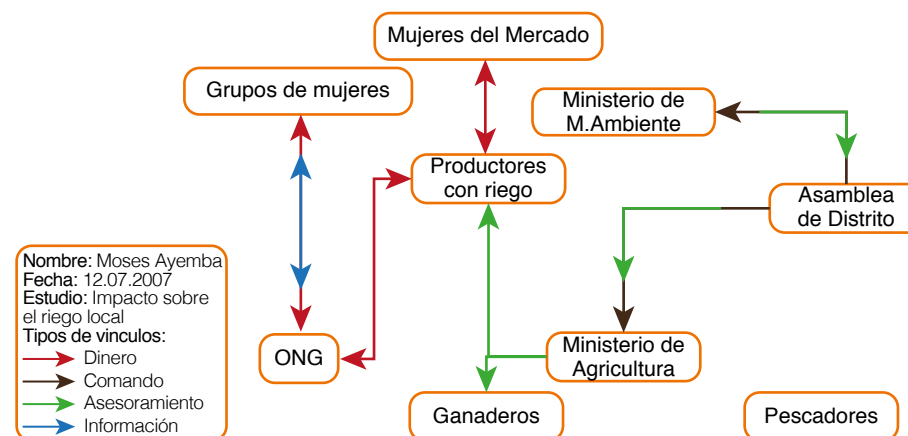 Mujeres del Mercado
Grupos de mujeres
Ministerio de
M.Ambiente
Productores
con riego
Asamblea
de Distrito
Nombre: Moses Ayemba
Fecha: 12.07.2007
Estudio: Impacto sobre
el riego local
Tipos de vinculos:
Dinero
Comando
Asesoramiento
Información
ONG
Ministerio de
Agricultura
Ganaderos
Pescadores